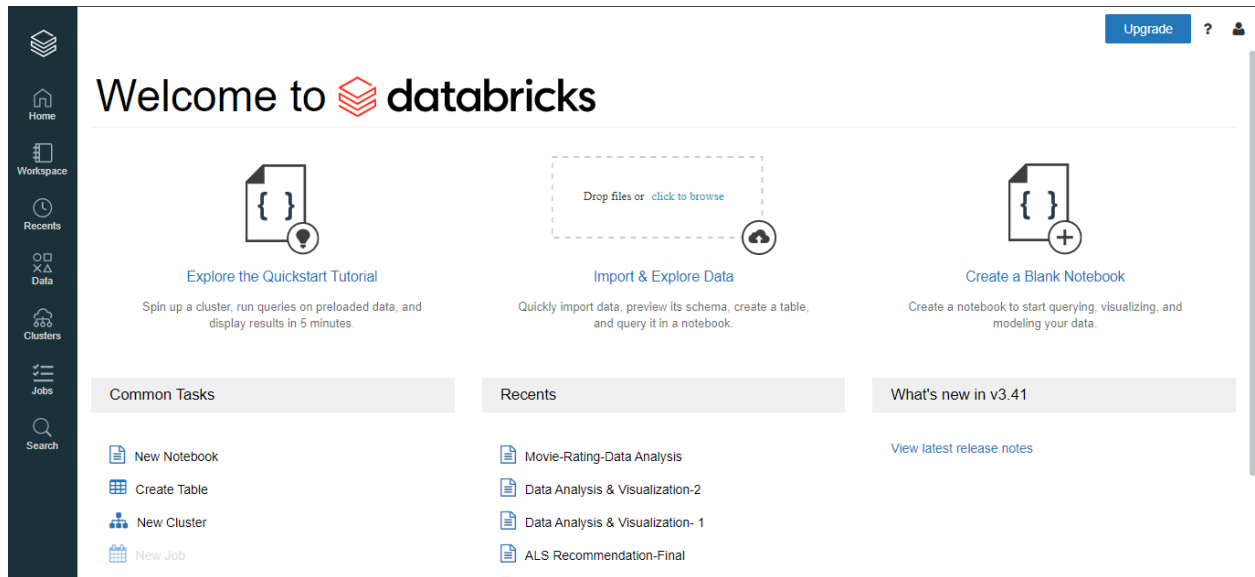 Upgrade
?
Home
Workspace
Recents
Data
Clusters
Jobs
Search
Welcome to databricks
{ }
Explore the Quickstart Tutorial
Spin up a cluster, run queries on preloaded data, and
display results in 5 minutes.
Drop files or click to browse
Import & Explore Data
Quickly import data, preview its schema, create a table,
and query it in a notebook.
{ }
Create a Blank Notebook
Create a notebook to start querying, visualizing, and
modeling your data.
Common Tasks
New Notebook
Create Table
New Cluster
New Job
Recents
Movie-Rating-Data Analysis
Data Analysis & Visualization-2
Data Analysis & Visualization- 1
ALS Recommendation-Final
What's new in v3.41
View latest release notes